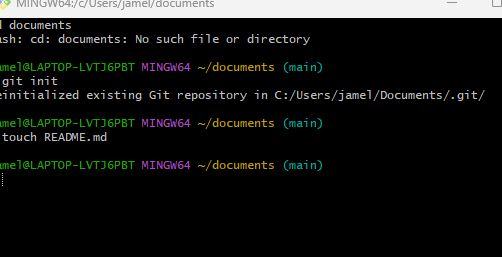 MINGW64:/c/Users/jamel/documents
d documents
ash: cd: documents: No such file or directory
amel@LAPTOP-LVTJ6PBT MINGW64 ~/documents (main)
git init
einitialized existing Git repository in C:/Users/jamel/Documents/.git/
amel@LAPTOP-LVTJ6PBT MINGW64 ~/documents (main)
touch README.md
amel@LAPTOP-LVTJ6PBT MINGW64 ~/documents (main)